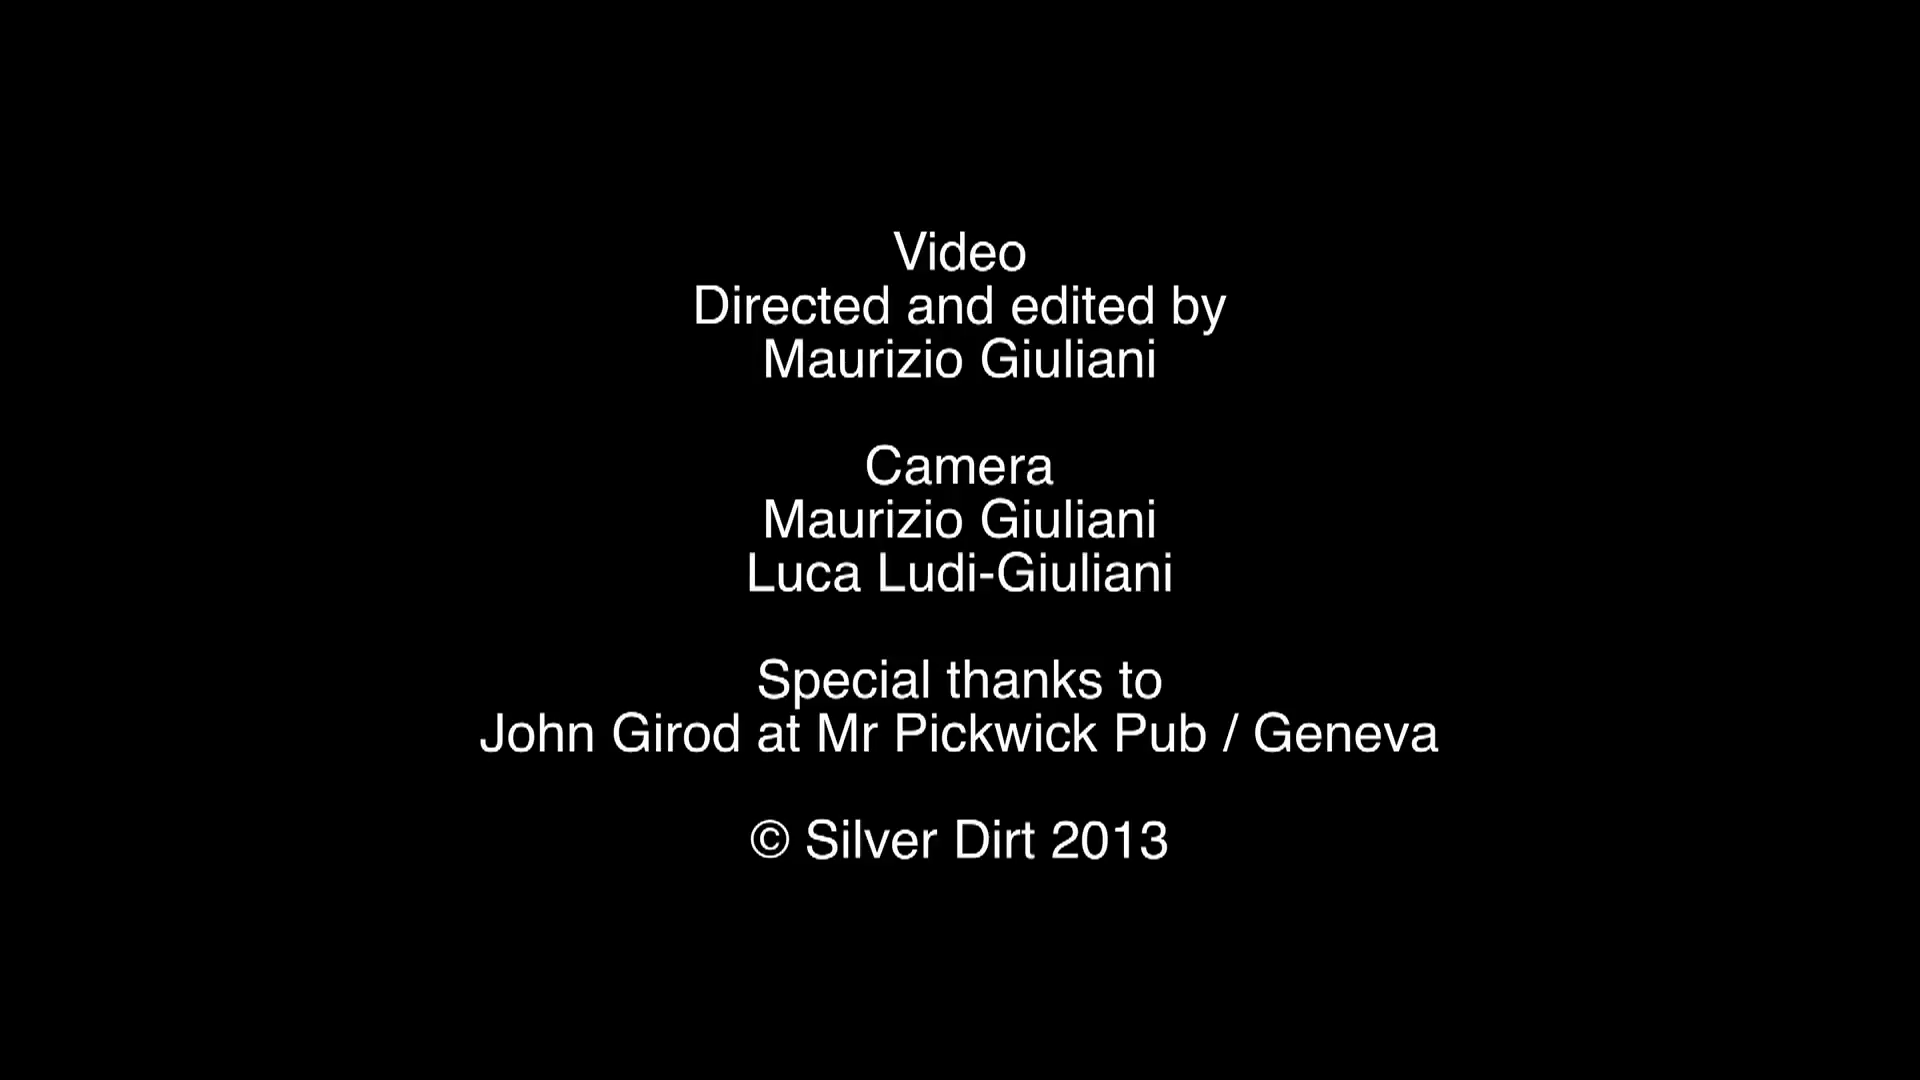 Video
Directed and edited by
Maurizio Giuliani
Camera
Maurizio Giuliani
Luca Ludi-Giuliani
Special thanks to
John Girod at Mr Pickwick Pub / Geneva
© Silver Dirt 2013